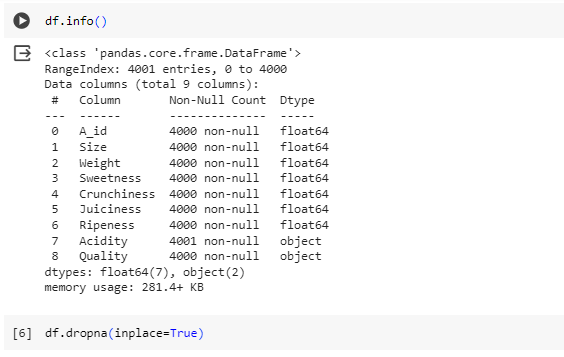 df.info()
<class 'pandas.core.frame.DataFrame'>
RangeIndex: 4001 entries, 0 to 4000
Data columns (total 9 columns):
 #   Column       Non-Null Count  Dtype
---  ------       --------------  -----
 0   A_id         4000 non-null   float64
 1   Size         4000 non-null   float64
 2   Weight       4000 non-null   float64
 3   Sweetness    4000 non-null   float64
 4   Crunchiness  4000 non-null   float64
 5   Juiciness    4000 non-null   float64
 6   Ripeness     4000 non-null   float64
 7   Acidity      4001 non-null   object
 8   Quality      4000 non-null   object
dtypes: float64(7), object(2)
memory usage: 281.4+ KB
[6] df.dropna(inplace=True)